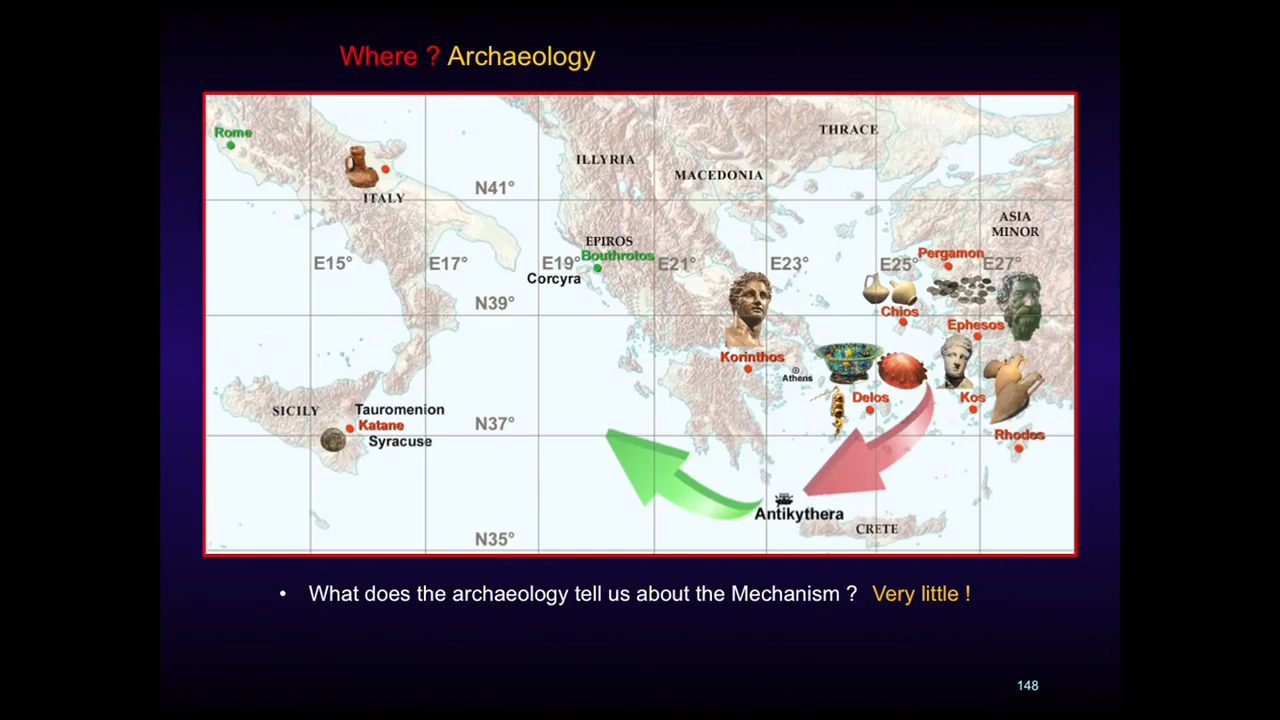 Where ? Archaeology
Rome
THRACE
ILLYRIA
MACEDONIA
N41°
ITALY
ASIA
MINOR
EPIROS
Bouthrotos
Pergamon
E15°
E17°
E19°
E21°
E23°
E25°
E27°
Corcyra
N39°
Chios
Ephesos
Korinthos
Athens
Delos
Kos
SICILY
Tauromenion
Katane
Syracuse
N37°
Rhodes
Antikythera
CRETE
N35°
• What does the archaeology tell us about the Mechanism ? Very little !
148